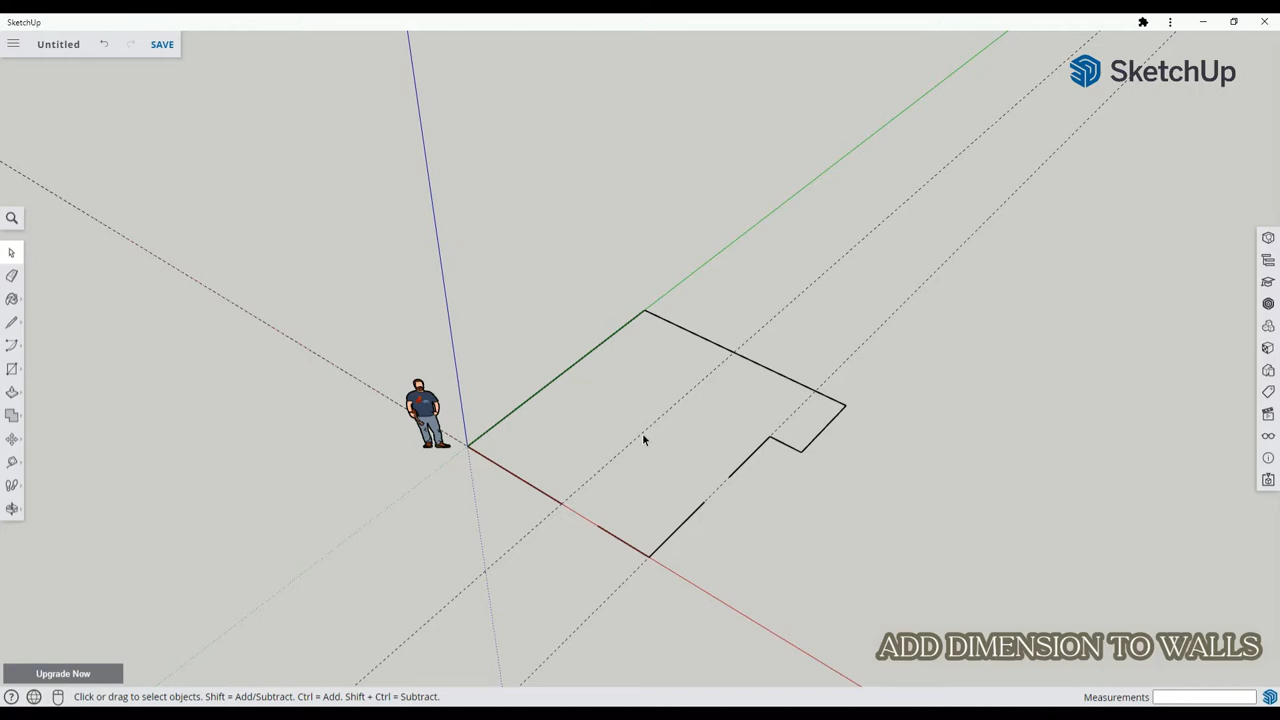 SketchUp
Untitled
SAVE
SketchUp
ADD DIMENSION TO WALLS
Upgrade Now
Click or drag to select objects. Shift = Add/Subtract. Ctrl = Add. Shift + Ctrl = Subtract.
Measurements